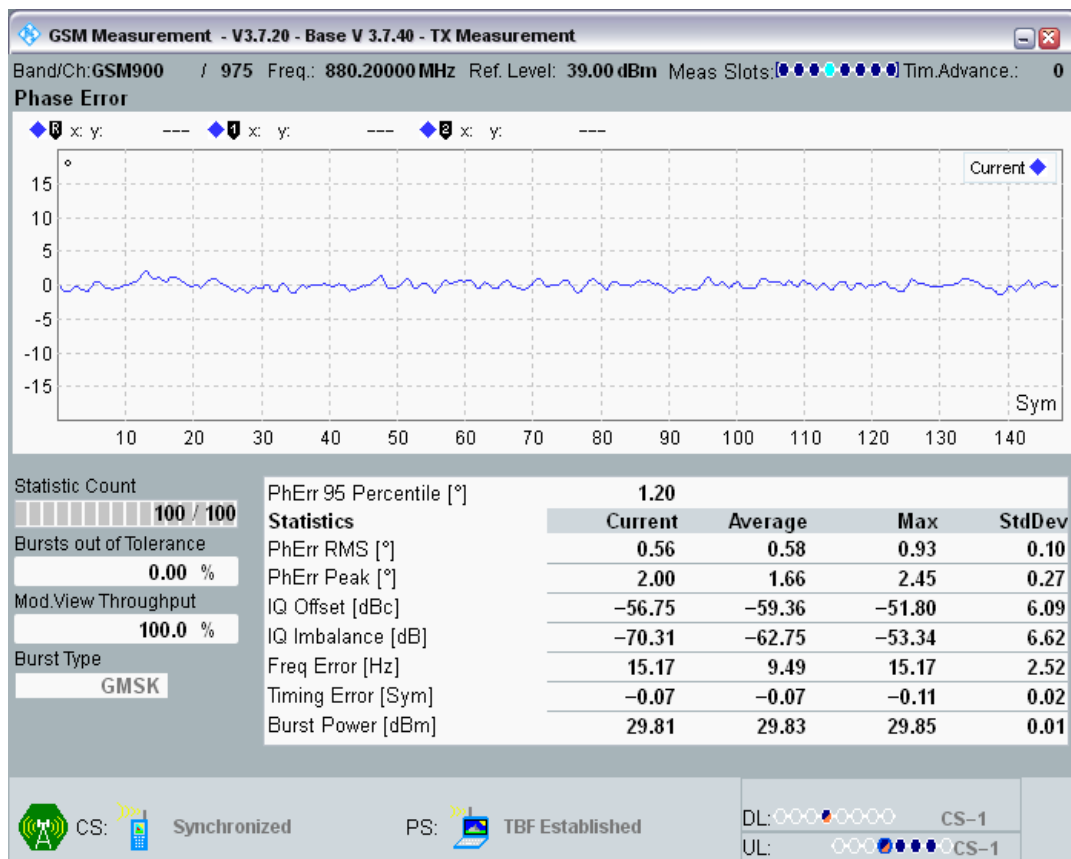 GSM Measurement - V3.7.20 - Base V 3.7.40 - TX Measurement
Band/Ch:GSM900 / 975 Freq.: 880.20000 MHz Ref. Level: 39.00 dBm Meas Slots: Tim.Advance.: 0
Phase Error
R x: y: --- 1 x: y: --- 2 x: y: ---
°
Current
15
10
5
0
-5
-10
-15
Sym
10 20 30 40 50 60 70 80 90 100 110 120 130 140
Statistic Count
100 / 100
Bursts out of Tolerance
0.00 %
Mod.View Throughput
100.0 %
Burst Type
GMSK
PhErr 95 Percentile [°] 1.20
Statistics Current Average Max StdDev
PhErr RMS [°] 0.56 0.58 0.93 0.10
PhErr Peak [°] 2.00 1.66 2.45 0.27
IQ Offset [dBc] −56.75 −59.36 −51.80 6.09
IQ Imbalance [dB] −70.31 −62.75 −53.34 6.62
Freq Error [Hz] 15.17 9.49 15.17 2.52
Timing Error [Sym] −0.07 −0.07 −0.11 0.02
Burst Power [dBm] 29.81 29.83 29.85 0.01
CS: Synchronized PS: TBF Established
DL: CS−1
UL: CS−1